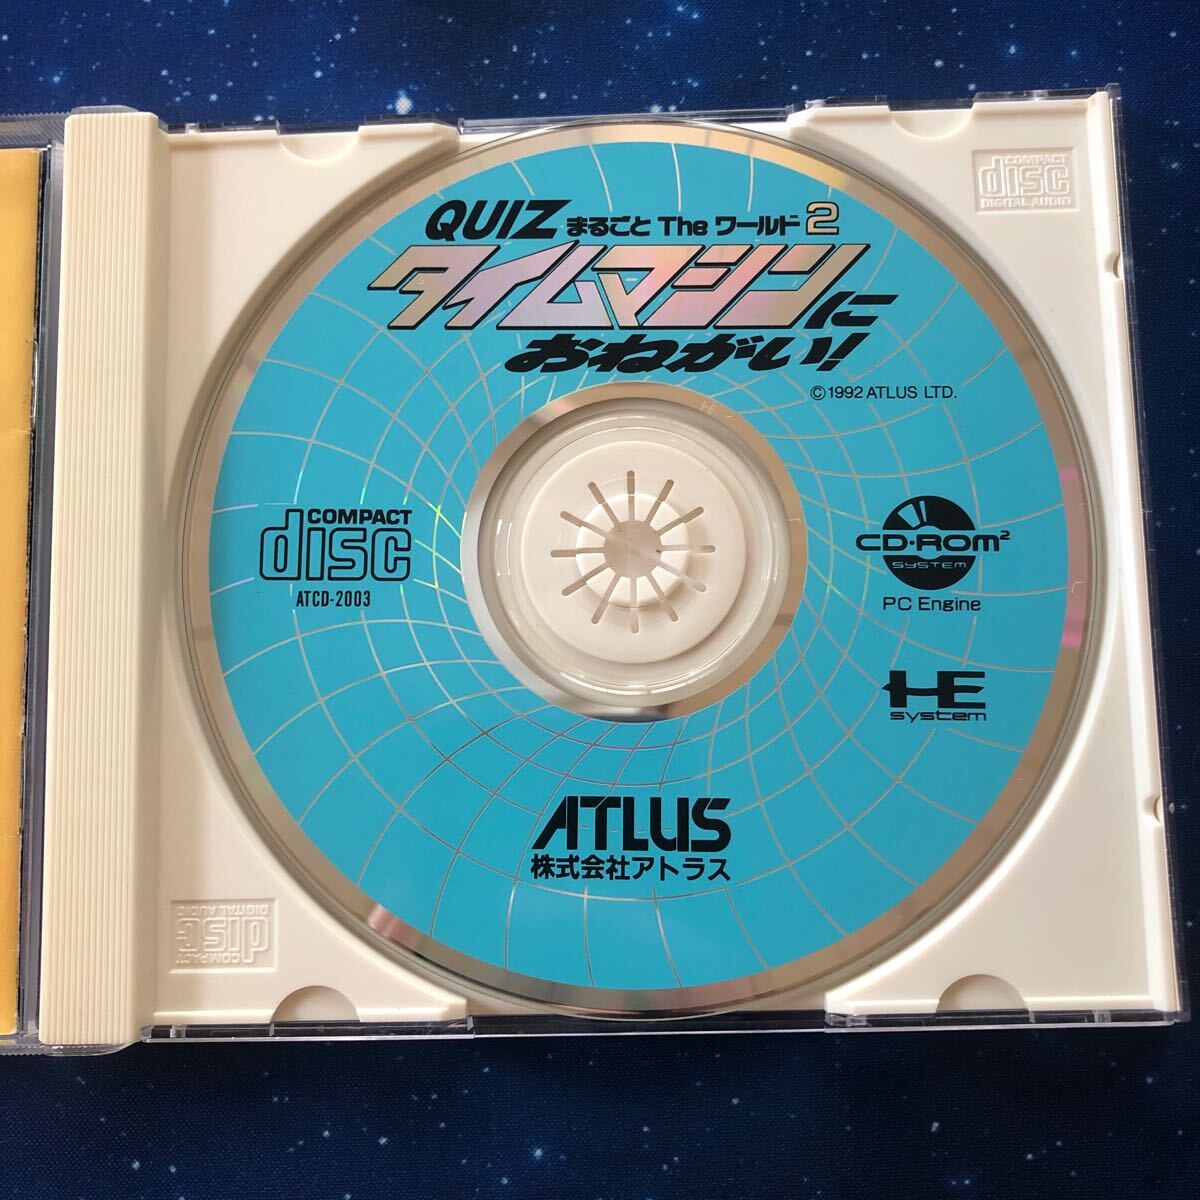 QUIZ まるごと The ワールド2
タイムマシンに
おねがい!
©1992 ATLUS LTD.
COMPACT
disc
ATCD-2003
CD-ROM²
SYSTEM
PC Engine
HE
system
ATLUS
株式会社アトラス
COMPACT
disc
DIGITAL AUDIO
COMPACT
disc
DIGITAL AUDIO